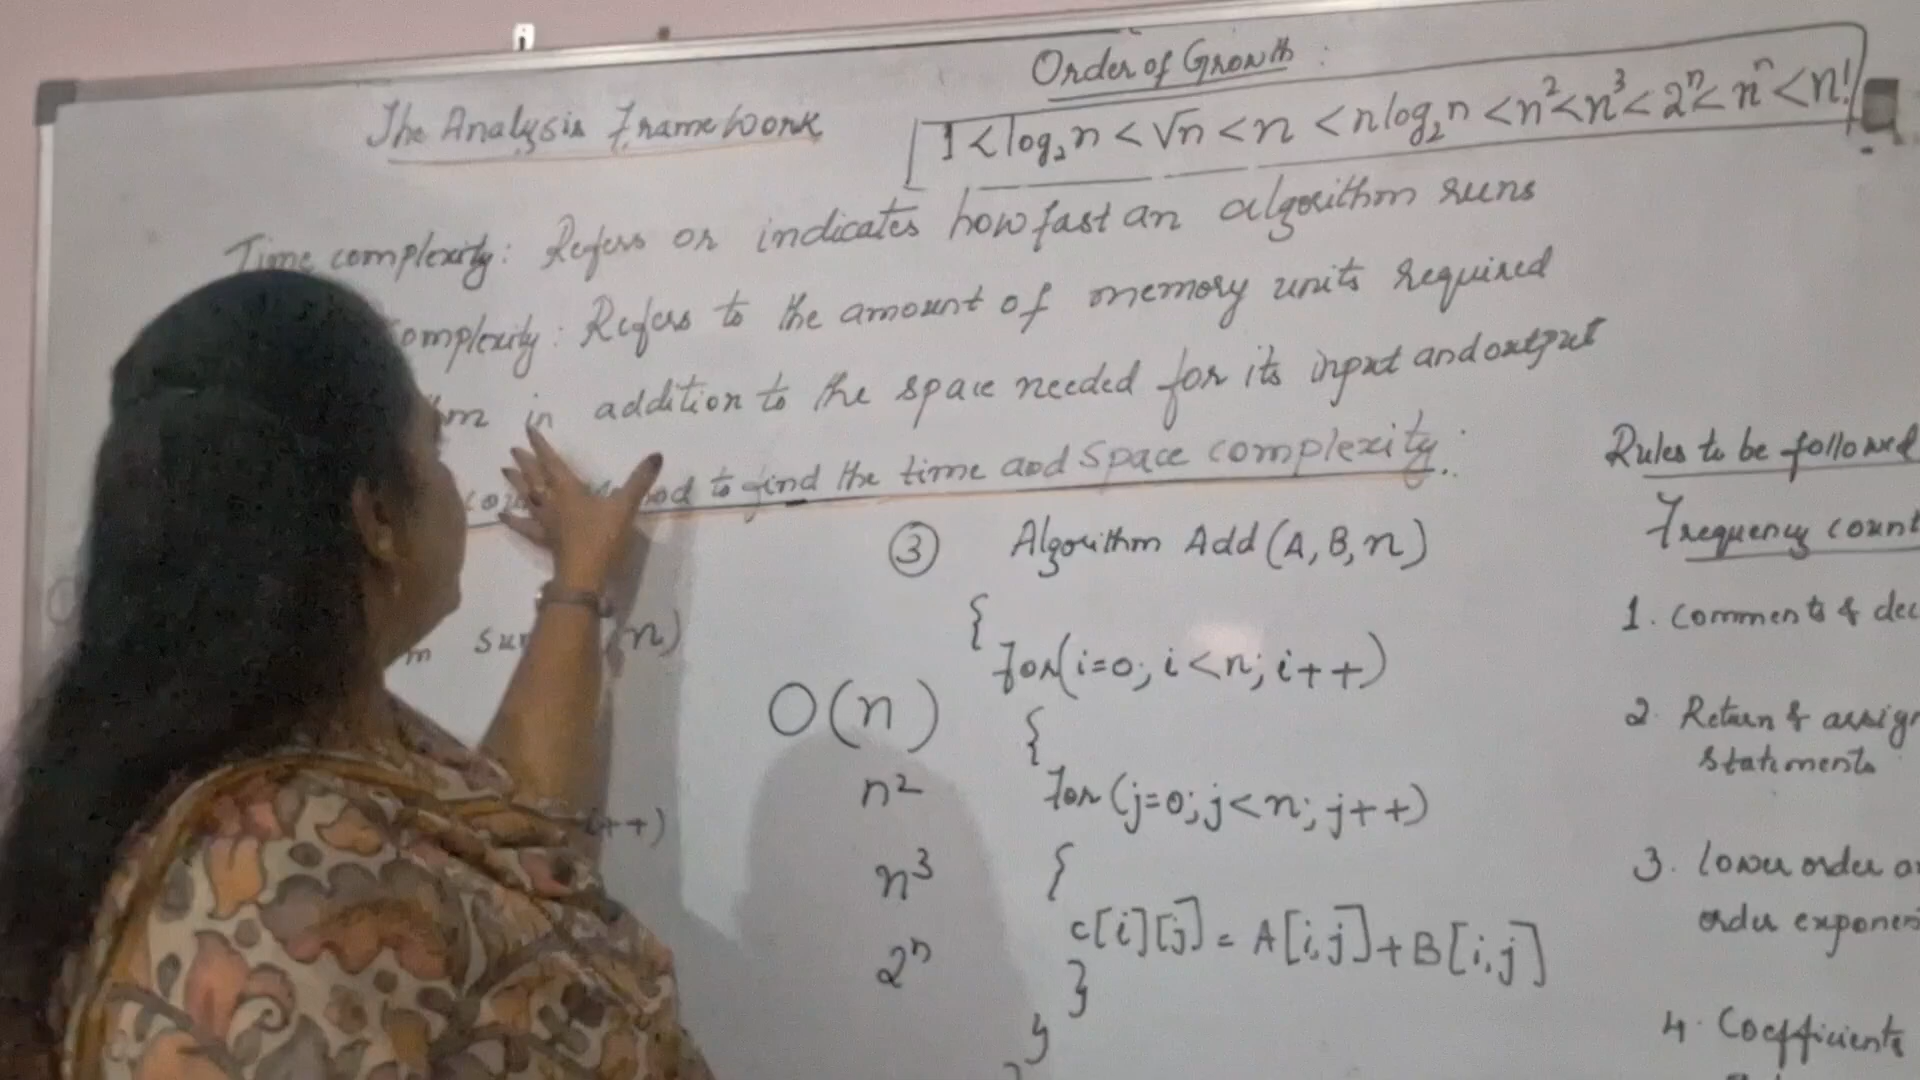 Order of Growth :
The Analysis Framework
1 < log₂n < √n < n < nlog₂n < n² < n³ < 2ⁿ < nⁿ < n!
Time complexity : Refers or indicates how fast an algorithm runs
complexity : Refers to the amount of memory units required
in addition to the space needed for its input and output
to find the time and Space complexity :
Rules to be followed
Frequency count
③ Algorithm Add (A, B, n)
{
for(i=0; i<n; i++)
{
for (j=0; j<n; j++)
{
c[i][j] = A[i,j]+B[i,j]
}
}
(n)
i++)
O(n)
n²
n³
2ⁿ
1. Comments &
2. Return &
statements
3. lower order
order
4. Coefficients